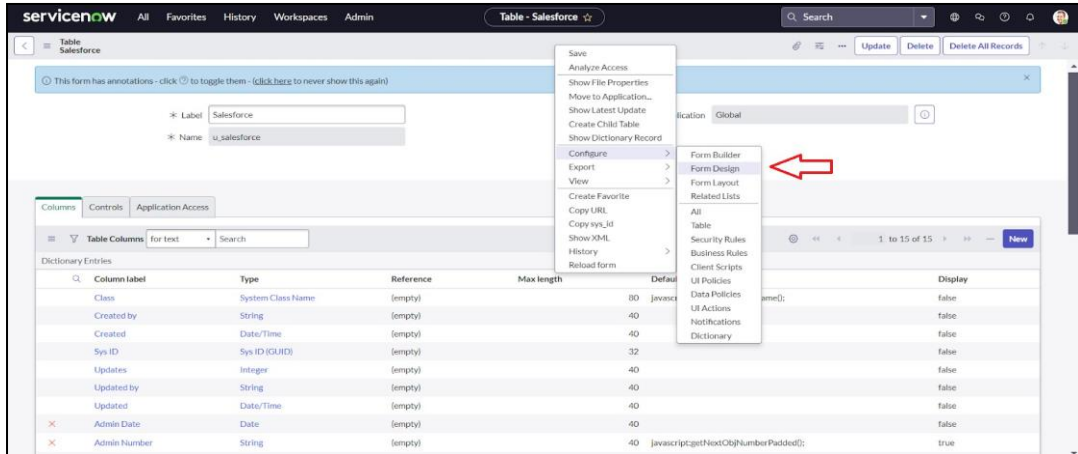 servicenow All Favorites History Workspaces Admin Table - Salesforce Search
Table
Salesforce
Update Delete Delete All Records
This form has annotations - click ? to toggle them - (click here to never show this again)
Label Salesforce
Name u_salesforce
lication Global
Save
Analyze Access
Show File Properties
Move to Application...
Show Latest Update
Create Child Table
Show Dictionary Record
Configure
Export
View
Create Favorite
Copy URL
Copy sys_id
Show XML
History
Reload form
Form Builder
Form Design
Form Layout
Related Lists
All
Table
Security Rules
Business Rules
Client Scripts
UI Policies
Data Policies
UI Actions
Notifications
Dictionary
Columns Controls Application Access
Table Columns for text Search 1 to 15 of 15 New
Dictionary Entries
Column label Type Reference Max length Defau Display
Class System Class Name (empty) 80 javascr ame(); false
Created by String (empty) 40 false
Created Date/Time (empty) 40 false
Sys ID Sys ID (GUID) (empty) 32 false
Updates Integer (empty) 40 false
Updated by String (empty) 40 false
Updated Date/Time (empty) 40 false
Admin Date Date (empty) 40 false
Admin Number String (empty) 40 javascript:getNextObjNumberPadded(); true